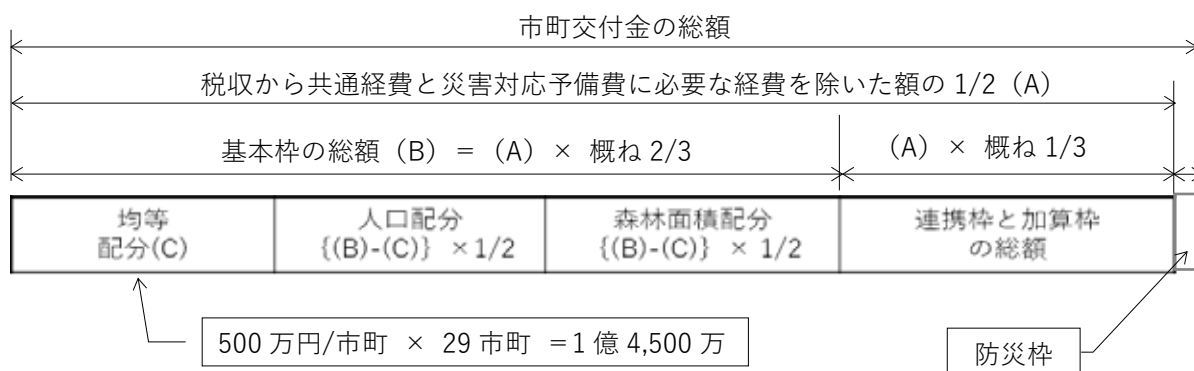 市町交付金の総額
税収から共通経費と災害対応予備費に必要な経費を除いた額の 1/2（A）
基本枠の総額（B）＝（A）× 概ね 2/3
（A）× 概ね 1/3
均等
配分(C)
人口配分
{(B)-(C)} ×1/2
森林面積配分
{(B)-(C)} × 1/2
連携枠と加算枠
の総額
500 万円/市町 × 29 市町 ＝1 億 4,500 万
防災枠